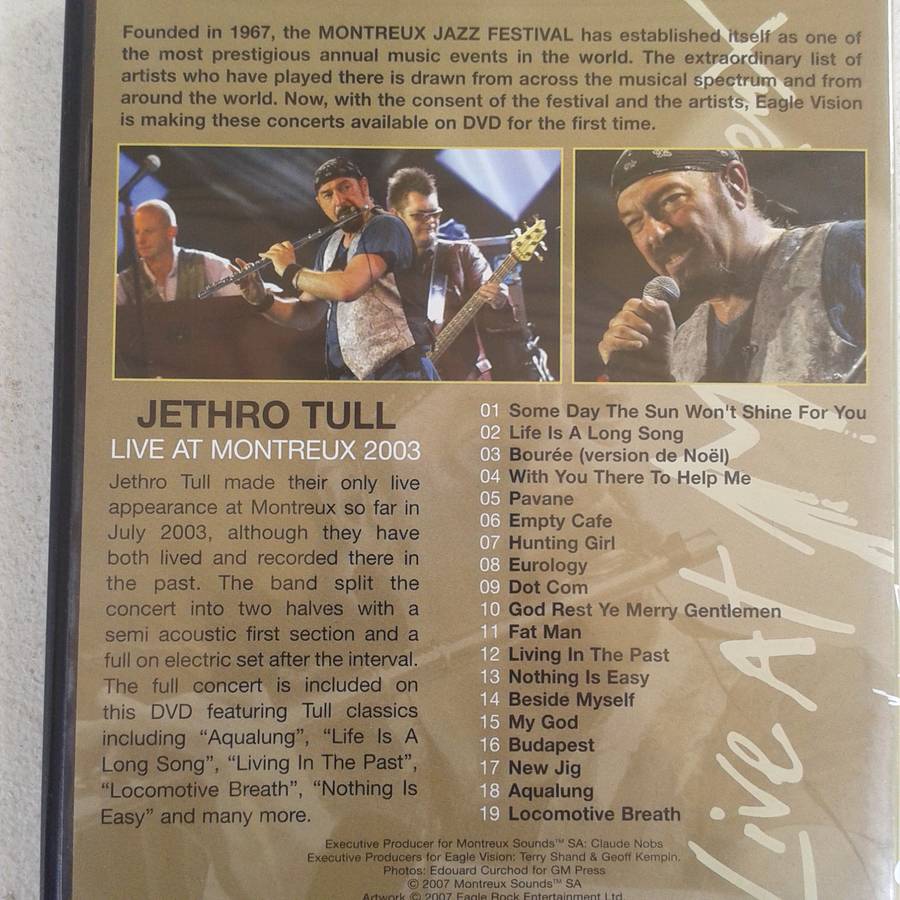 Founded in 1967, the MONTREUX JAZZ FESTIVAL has established itself as one of
the most prestigious annual music events in the world. The extraordinary list of
artists who have played there is drawn from across the musical spectrum and from
around the world. Now, with the consent of the festival and the artists, Eagle Vision
is making these concerts available on DVD for the first time.
JETHRO TULL
LIVE AT MONTREUX 2003
Jethro Tull made their only live
appearance at Montreux so far in
July 2003, although they have
both lived and recorded there in
the past. The band split the
concert into two halves with a
semi acoustic first section and a
full on electric set after the interval.
The full concert is included on
this DVD featuring Tull classics
including “Aqualung”, “Life Is A
Long Song”, “Living In The Past”,
“Locomotive Breath”, “Nothing Is
Easy” and many more.
01 Some Day The Sun Won't Shine For You
02 Life Is A Long Song
03 Bourée (version de Noël)
04 With You There To Help Me
05 Pavane
06 Empty Cafe
07 Hunting Girl
08 Eurology
09 Dot Com
10 God Rest Ye Merry Gentlemen
11 Fat Man
12 Living In The Past
13 Nothing Is Easy
14 Beside Myself
15 My God
16 Budapest
17 New Jig
18 Aqualung
19 Locomotive Breath
Executive Producer for Montreux Sounds™ SA: Claude Nobs
Executive Producers for Eagle Vision: Terry Shand & Geoff Kempin.
Photos: Edouard Curchod for GM Press
© 2007 Montreux Sounds™ SA
Artwork © 2007 Eagle Rock Entertainment Ltd.
Live At